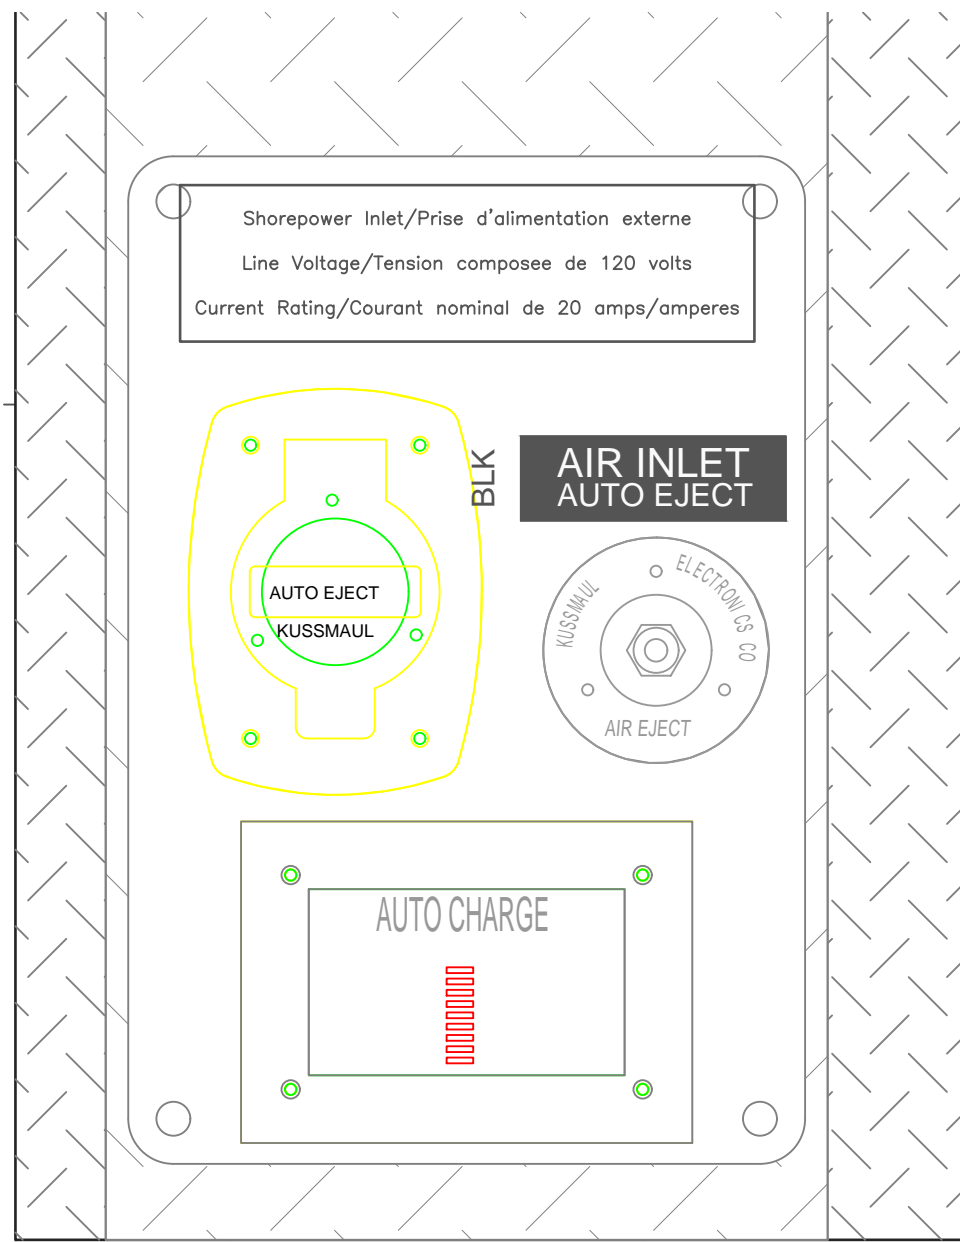 Shorepower Inlet/Prise d'alimentation externe
Line Voltage/Tension composee de 120 volts
Current Rating/Courant nominal de 20 amps/amperes
BLK
AIR INLET
AUTO EJECT
AUTO EJECT
KUSSMAUL
KUSSMAUL ELECTRONICS CO
AIR EJECT
AUTO CHARGE